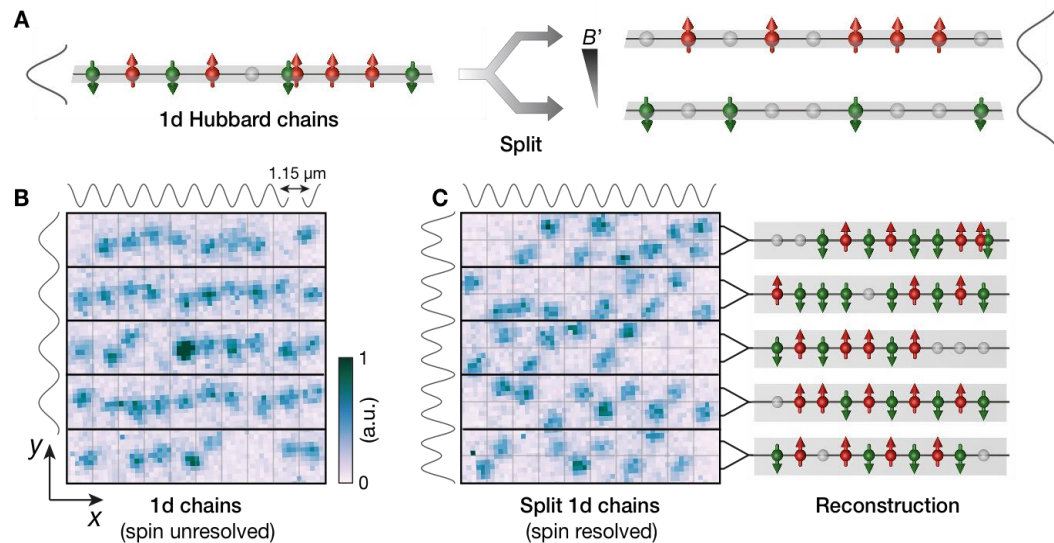 A
B'
1d Hubbard chains
Split
B
1.15 µm
C
1
(a.u.)
0
y
x
1d chains
(spin unresolved)
Split 1d chains
(spin resolved)
Reconstruction